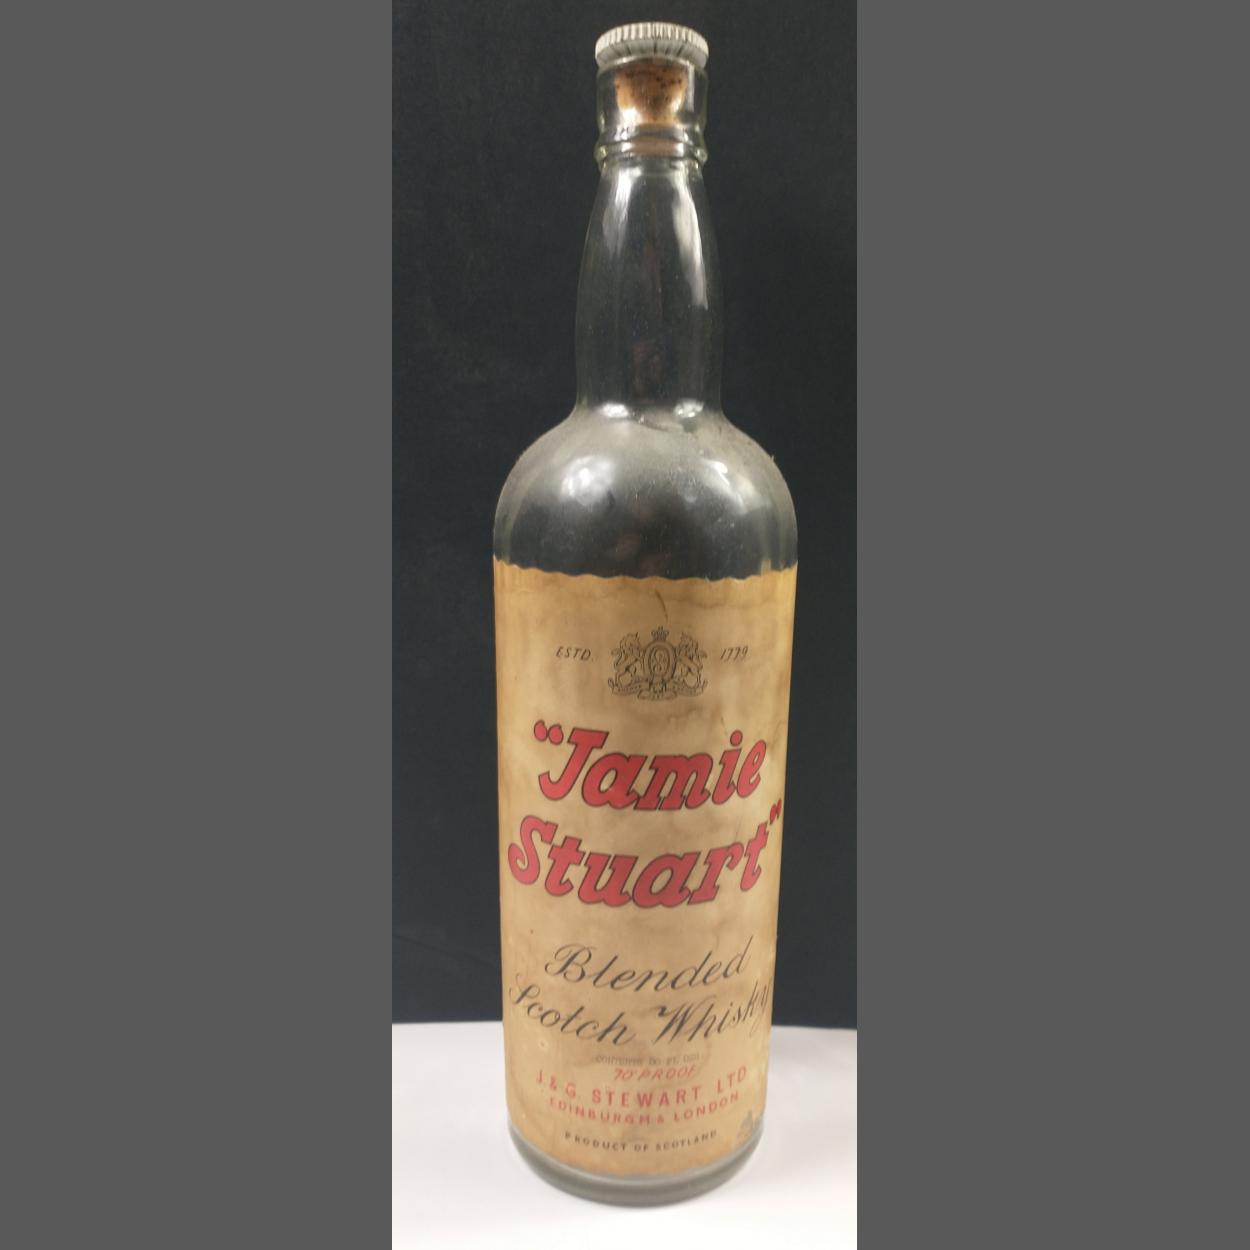 ESTD. 1779
“Jamie
Stuart”
Blended
Scotch Whisky
70° PROOF
J. & G. STEWART LTD
EDINBURGH & LONDON
PRODUCT OF SCOTLAND